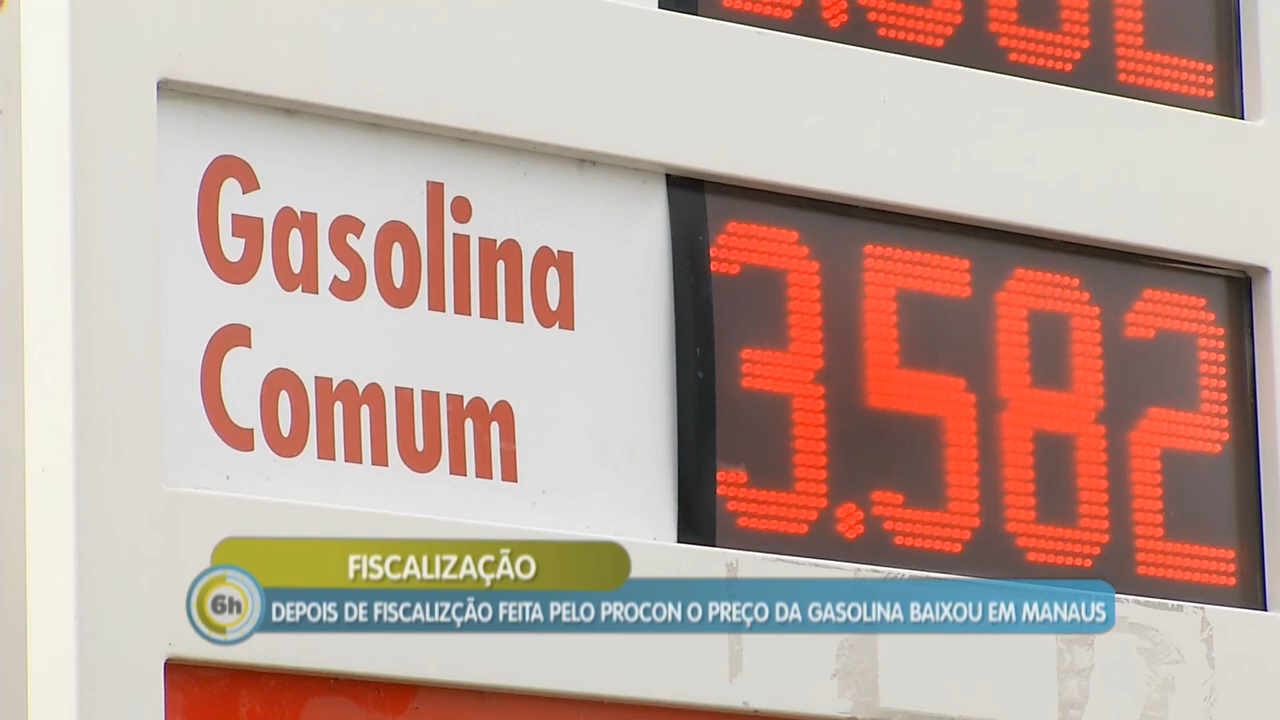 Gasolina
Comum
3.582
FISCALIZAÇÃO
6h
DEPOIS DE FISCALIZÇÃO FEITA PELO PROCON O PREÇO DA GASOLINA BAIXOU EM MANAUS